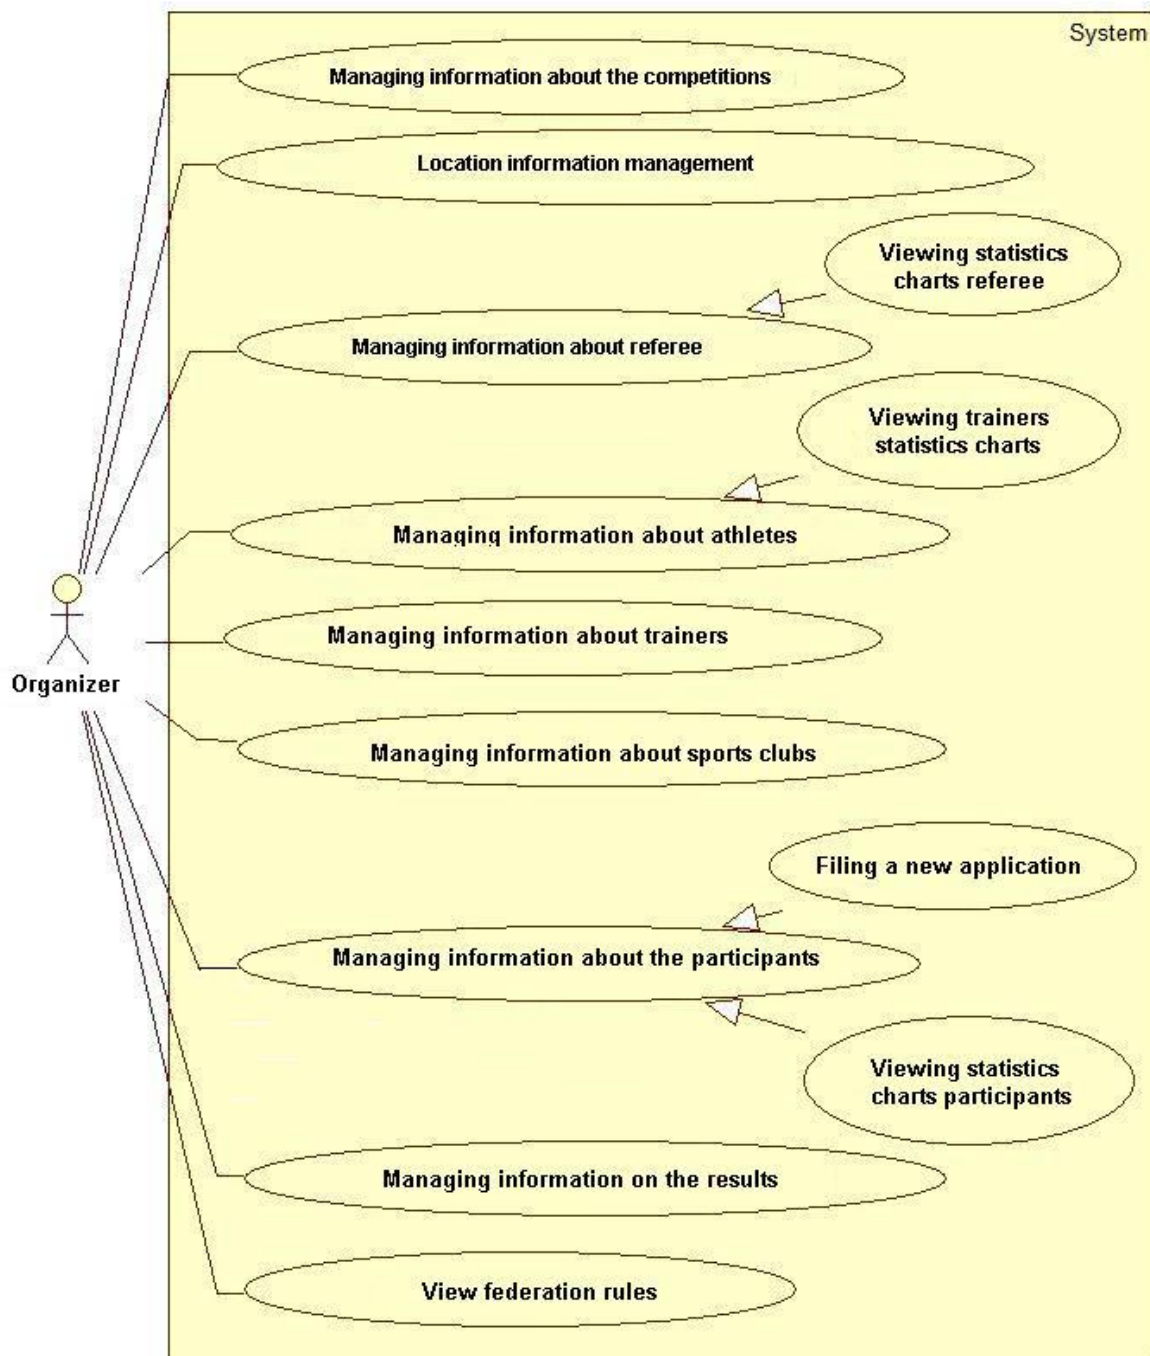 System
Managing information about the competitions
Location information management
Viewing statistics
charts referee
Managing information about referee
Viewing trainers
statistics charts
Managing information about athletes
Managing information about trainers
Organizer
Managing information about sports clubs
Filing a new application
Managing information about the participants
Viewing statistics
charts participants
Managing information on the results
View federation rules